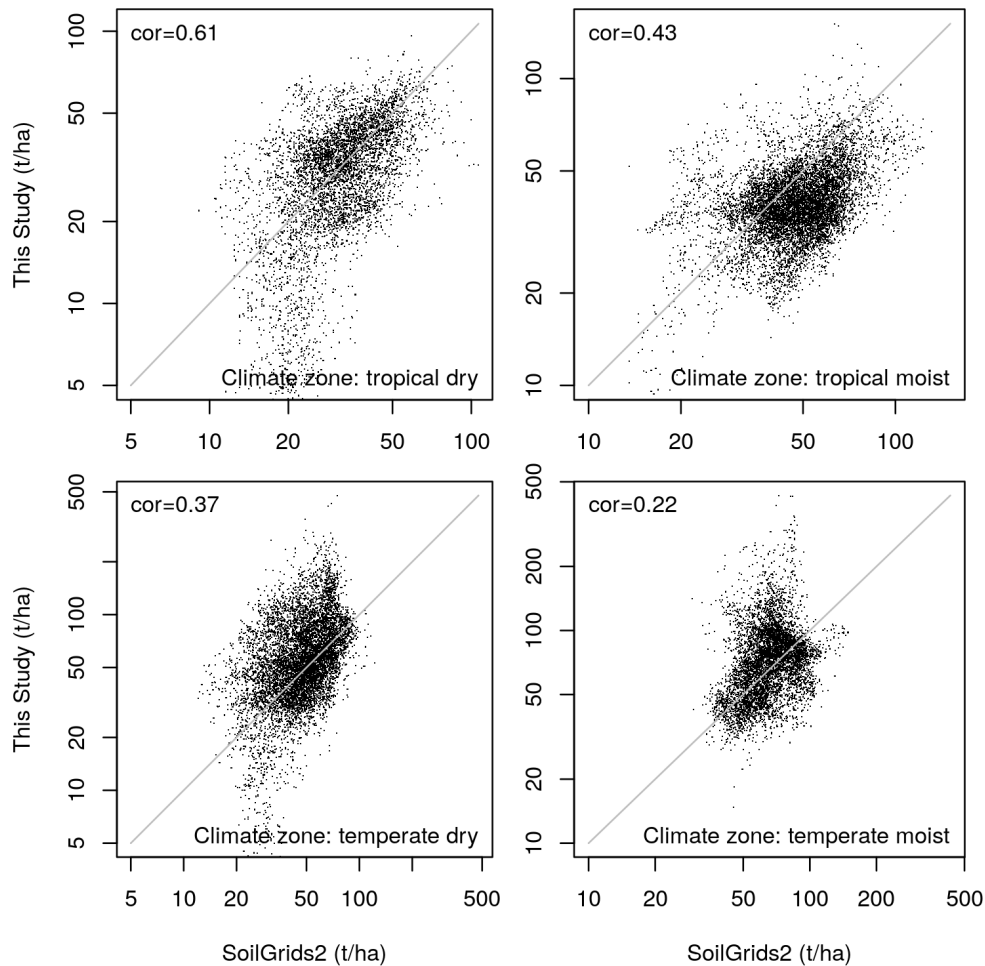 cor=0.61
100
50
20
10
5
This Study (t/ha)
Climate zone: tropical dry
5 10 20 50 100
cor=0.43
100
50
20
10
Climate zone: tropical moist
10 20 50 100
cor=0.37
500
100
50
20
10
5
This Study (t/ha)
Climate zone: temperate dry
5 10 20 50 100 500
SoilGrids2 (t/ha)
cor=0.22
500
200
100
50
20
10
Climate zone: temperate moist
10 20 50 100 200 500
SoilGrids2 (t/ha)